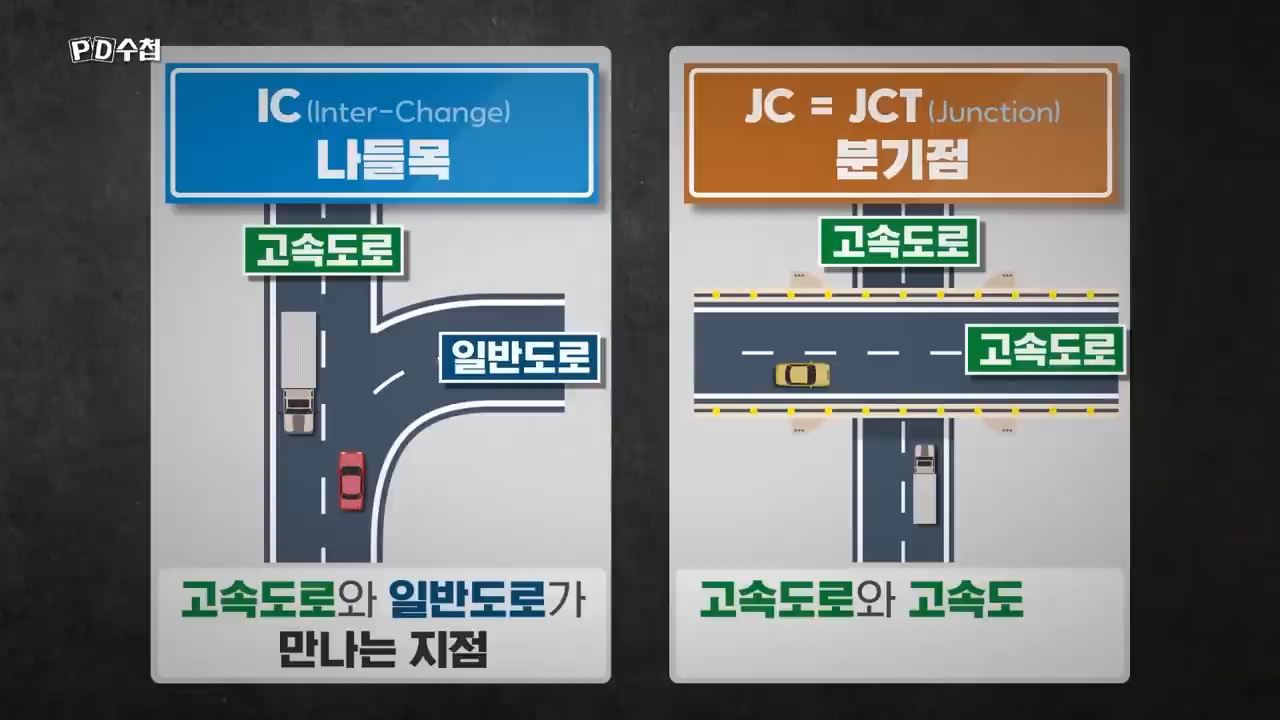 PD수첩
IC (Inter-Change)
나들목
고속도로
일반도로
고속도로와 일반도로가
만나는 지점
JC = JCT (Junction)
분기점
고속도로
고속도로
고속도로와 고속도